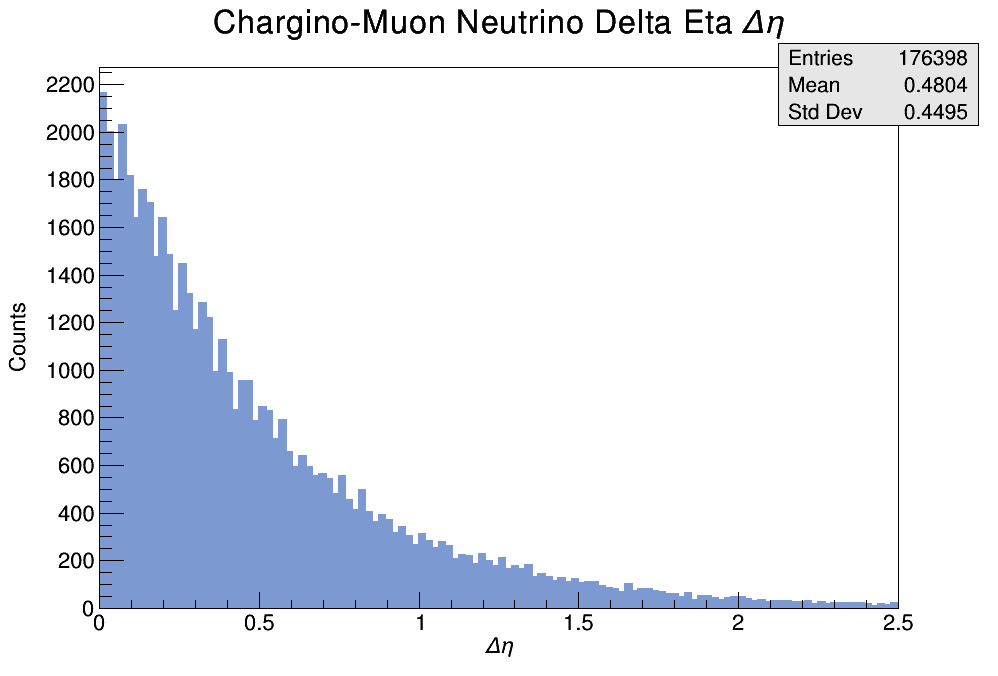 Chargino-Muon Neutrino Delta Eta Δη
Entries 176398
Mean 0.4804
Std Dev 0.4495
2200
2000
1800
1600
1400
1200
1000
800
600
400
200
0
Counts
0 0.5 1 1.5 2 2.5
Δη